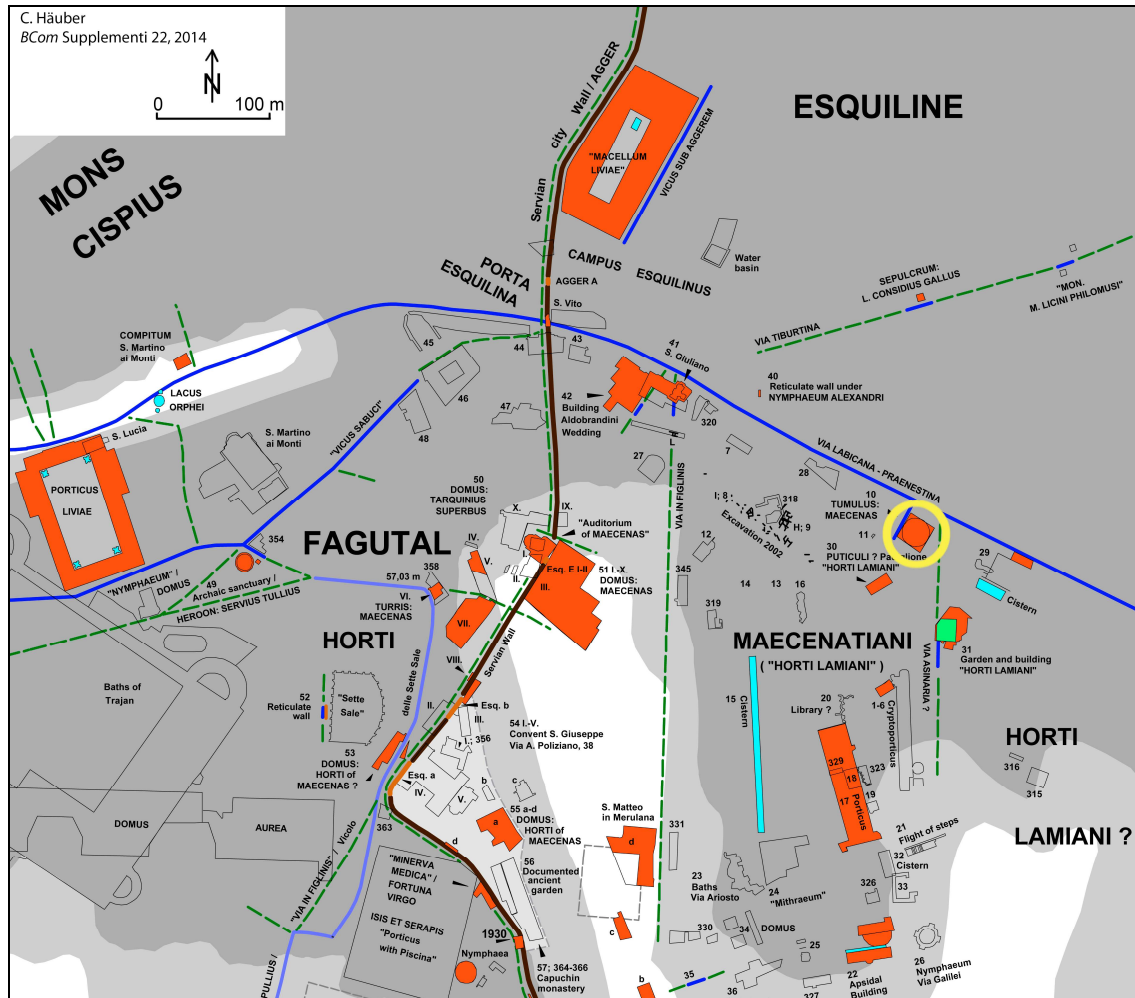 C. Häuber
BCom Supplementi 22, 2014
N
0 100 m
ESQUILINE
MONS
CISPIUS
Servian city Wall / AGGER
"MACELLUM
LIVIAE"
VICUS SUB AGGEREM
Water
basin
CAMPUS ESQUILINUS
PORTA
ESQUILINA
AGGER A
S. Vito
SEPULCRUM:
L. CONSIDIUS GALLUS
"MON.
M. LICINI PHILOMUSI"
VIA TIBURTINA
COMPITUM
S. Martino
ai Monti
LACUS
ORPHEI
S. Lucia
PORTICUS
LIVIAE
S. Martino
ai Monti
"VICUS SABUCI"
45
44
43
46
47
48
41
S. Giuliano
42
Building
Aldobrandini
Wedding
320
40
Reticulate wall under
NYMPHAEUM ALEXANDRI
L
7
27
28
VIA LABICANA - PRAENESTINA
VIA IN FIGLINIS
50
DOMUS:
TARQUINUS
SUPERBUS
X.
IX.
"Auditorium
of MAECENAS"
I; 8
318
H; 9
Excavation 2002
10
TUMULUS:
MAECENAS
11
30
PUTICULI ? Padiglione
"HORTI LAMIANI"
29
Cistern
12
FAGUTAL
354
"NYMPHAEUM" /
DOMUS
49
Archaic sanctuary /
HEROON: SERVIUS TULLIUS
57,03 m
358
IV.
V.
I.
II.
Esq. F I-II
III.
51 I.-X.
DOMUS:
MAECENAS
VI.
TURRIS:
MAECENAS
VII.
VIII.
Servian Wall
HORTI
345
14
13
16
319
MAECENATIANI
("HORTI LAMIANI")
VIA ASINARIA ?
31
Garden and building
"HORTI LAMIANI"
Baths of
Trajan
52
Reticulate
wall
"Sette
Sale"
delle Sette Sale
II.
Esq. b
III.
I.; 356
54 I.-V.
Convent S. Giuseppe
Via A. Poliziano, 38
53
DOMUS:
HORTI of
MAECENAS ?
Esq. a
IV.
V.
b
c
15
Cistern
20
Library ?
1-6
Cryptoporticus
HORTI
316
315
LAMIANI ?
329
18
323
17
Porticus
19
DOMUS
AUREA
363
"VIA IN FIGLINIS" / Vicolo
55 a-d
DOMUS:
HORTI of
MAECENAS
a
d
S. Matteo
in Merulana
d
331
21
Flight of steps
32
Cistern
33
"MINERVA
MEDICA" /
FORTUNA
VIRGO
56
Documented
ancient
garden
23
Baths
Via Ariosto
24
"Mithraeum"
326
ISIS ET SERAPIS
"Porticus
with Piscina"
1930
c
330
34
DOMUS
25
26
Nymphaeum
Via Galilei
PULLIUS /
Nymphaea
57; 364-366
Capuchin
monastery
b
35
36
327
22
Apsidal
Building